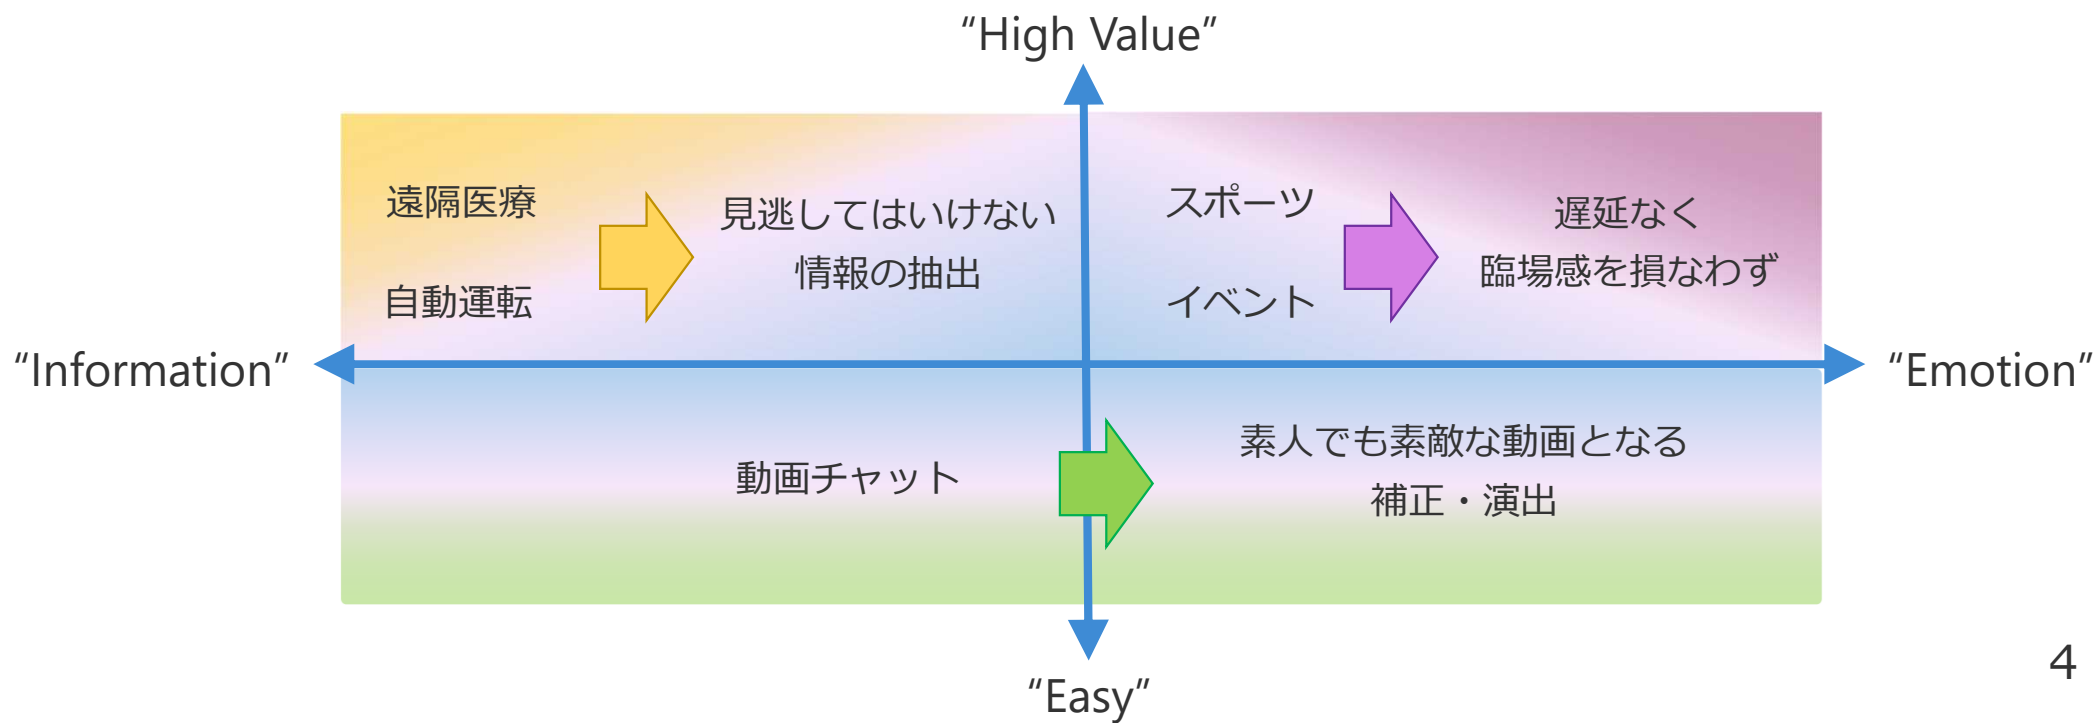 “High Value”
遠隔医療
自動運転
見逃してはいけない
情報の抽出
スポーツ
イベント
遅延なく
臨場感を損なわず
“Information”
“Emotion”
動画チャット
素人でも素敵な動画となる
補正・演出
“Easy”
4